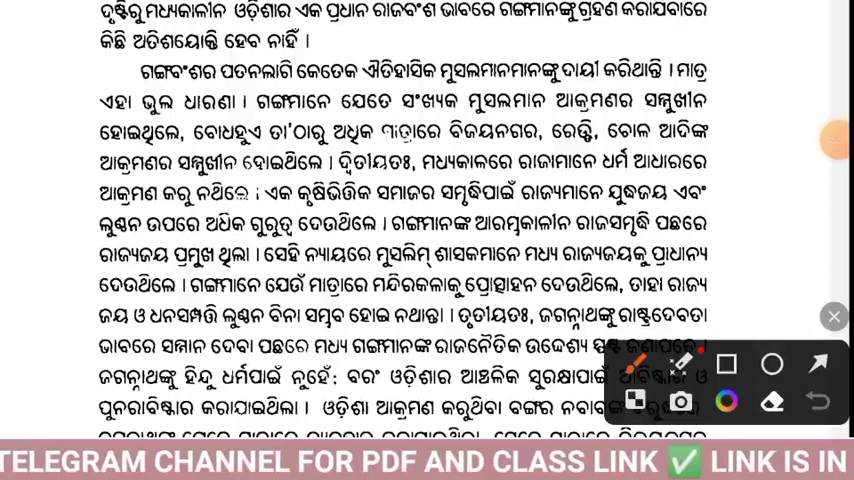 ଦୃଷ୍ଟିରୁ ମଧ୍ୟକାଳୀନ ଓଡ଼ିଶାର ଏକ ପ୍ରଧାନ ରାଜବଂଶ ଭାବରେ ଗଙ୍ଗମାନଙ୍କୁ ଗ୍ରହଣ କରାଯିବାରେ
କିଛି ଅତିଶୟୋକ୍ତି ହେବ ନାହିଁ ।
ଗଙ୍ଗବଂଶର ପତନଲାଗି କେତେକ ଐତିହାସିକ ମୁସଲମାନମାନଙ୍କୁ ଦାୟୀ କରିଥାନ୍ତି । ମାତ୍ର
ଏହା ଭୁଲ ଧାରଣା । ଗଙ୍ଗମାନେ ଯେତେ ସଂଖ୍ୟକ ମୁସଲମାନ ଆକ୍ରମଣର ସମ୍ମୁଖୀନ
ହୋଇଥିଲେ, ବୋଧହୁଏ ତା'ଠାରୁ ଅଧିକ ମାତ୍ରାରେ ବିଜୟନଗର, ରେଡ୍ଡି, ଚୋଳ ଆଦିଙ୍କ
ଆକ୍ରମଣର ସମ୍ମୁଖୀନ ହୋଇଥିଲେ । ଦ୍ବିତୀୟତଃ, ମଧ୍ୟକାଳରେ ରାଜାମାନେ ଧର୍ମ ଆଧାରରେ
ଆକ୍ରମଣ କରୁ ନଥିଲେ । ଏକ କୃଷିଭିତ୍ତିକ ସମାଜର ସମୃଦ୍ଧିପାଇଁ ରାଜ୍ୟମାନେ ଯୁଦ୍ଧଜୟ ଏବଂ
ଲୁଣ୍ଠନ ଉପରେ ଅଧିକ ଗୁରୁତ୍ୱ ଦେଉଥିଲେ । ଗଙ୍ଗମାନଙ୍କ ଆରମ୍ଭକାଳୀନ ରାଜସମୃଦ୍ଧି ପଛରେ
ରାଜ୍ୟଜୟ ପ୍ରମୁଖ ଥିଲା । ସେହି ନ୍ୟାୟରେ ମୁସଲିମ୍ ଶାସକମାନେ ମଧ୍ୟ ରାଜ୍ୟଜୟକୁ ପ୍ରାଧାନ୍ୟ
ଦେଉଥିଲେ । ଗଙ୍ଗମାନେ ଯେଉଁ ମାତ୍ରାରେ ମନ୍ଦିରକଳାକୁ ପ୍ରୋତ୍ସାହନ ଦେଉଥିଲେ, ତାହା ରାଜ୍ୟ
ଜୟ ଓ ଧନସମ୍ପତ୍ତି ଲୁଣ୍ଠନ ବିନା ସମ୍ଭବ ହୋଇ ନଥାନ୍ତା । ତୃତୀୟତଃ, ଜଗନ୍ନାଥଙ୍କୁ ରାଷ୍ଟ୍ରଦେବତା
ଭାବରେ ସମ୍ମାନ ଦେବା ପଛରେ ମଧ୍ୟ ଗଙ୍ଗମାନଙ୍କ ରାଜନୈତିକ ଉଦ୍ଦେଶ୍ୟ ସ୍ପଷ୍ଟ ଜଣାପଡ଼େ ।
ଜଗନ୍ନାଥଙ୍କୁ ହିନ୍ଦୁ ଧର୍ମପାଇଁ ନୁହେଁ; ବରଂ ଓଡ଼ିଶାର ଆଞ୍ଚଳିକ ସୁରକ୍ଷାପାଇଁ ଆବିଷ୍କାର ଓ
ପୁନରାବିଷ୍କାର କରାଯାଇଥିଲା । ଓଡ଼ିଶା ଆକ୍ରମଣ କରୁଥିବା ବଙ୍ଗର ନବାବଙ୍କ
TELEGRAM CHANNEL FOR PDF AND CLASS LINK ✅ LINK IS IN